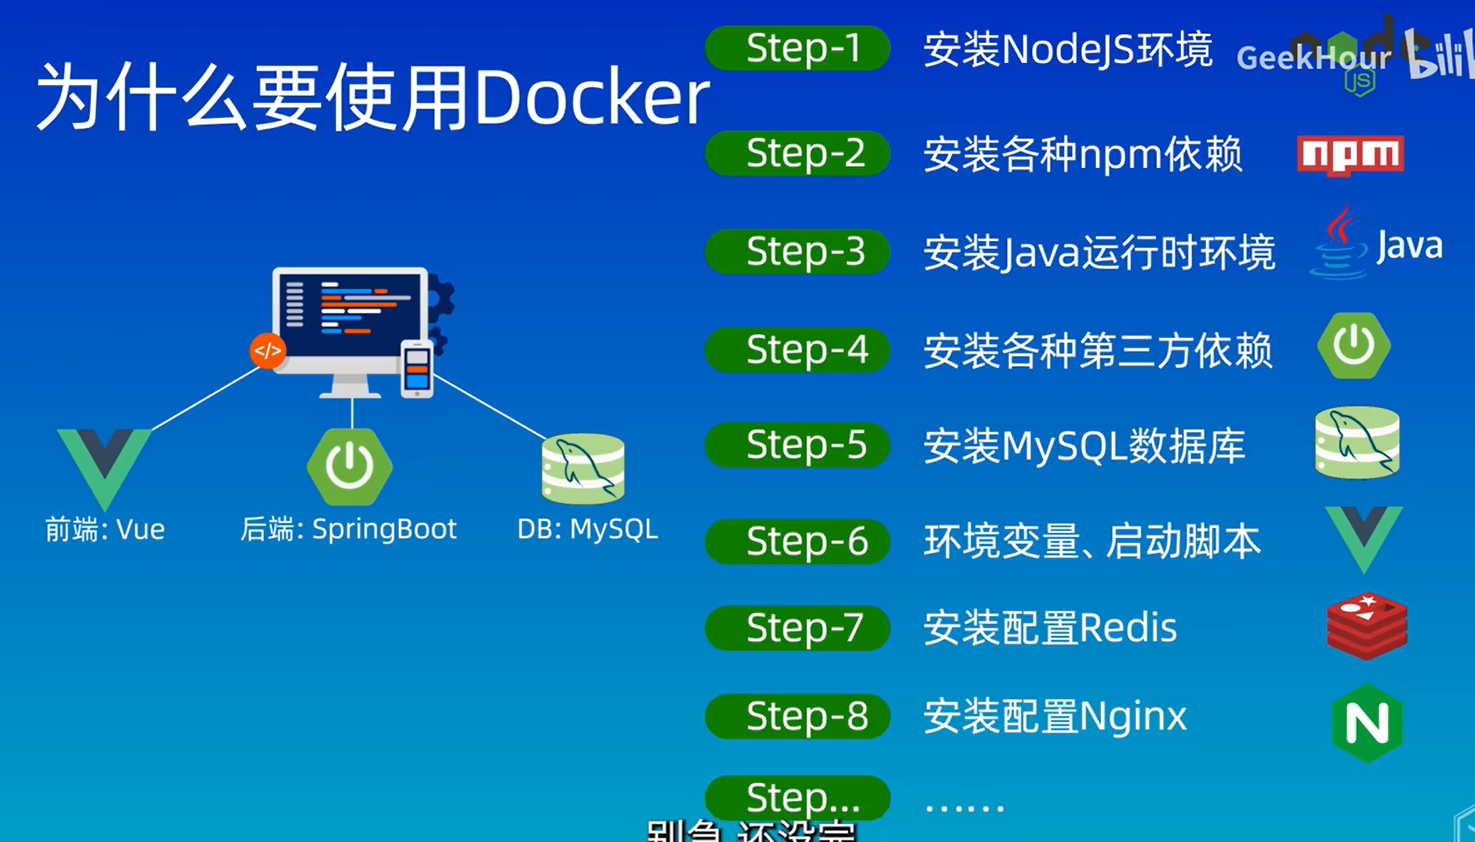 为什么要使用Docker
</>
前端: Vue
后端: SpringBoot
DB: MySQL
Step-1 安装NodeJS环境
node
JS
GeekHour
Step-2 安装各种npm依赖
npm
Step-3 安装Java运行时环境
Java
Step-4 安装各种第三方依赖
Step-5 安装MySQL数据库
Step-6 环境变量、启动脚本
Step-7 安装配置Redis
Step-8 安装配置Nginx
N
Step... ......
别急 还没完